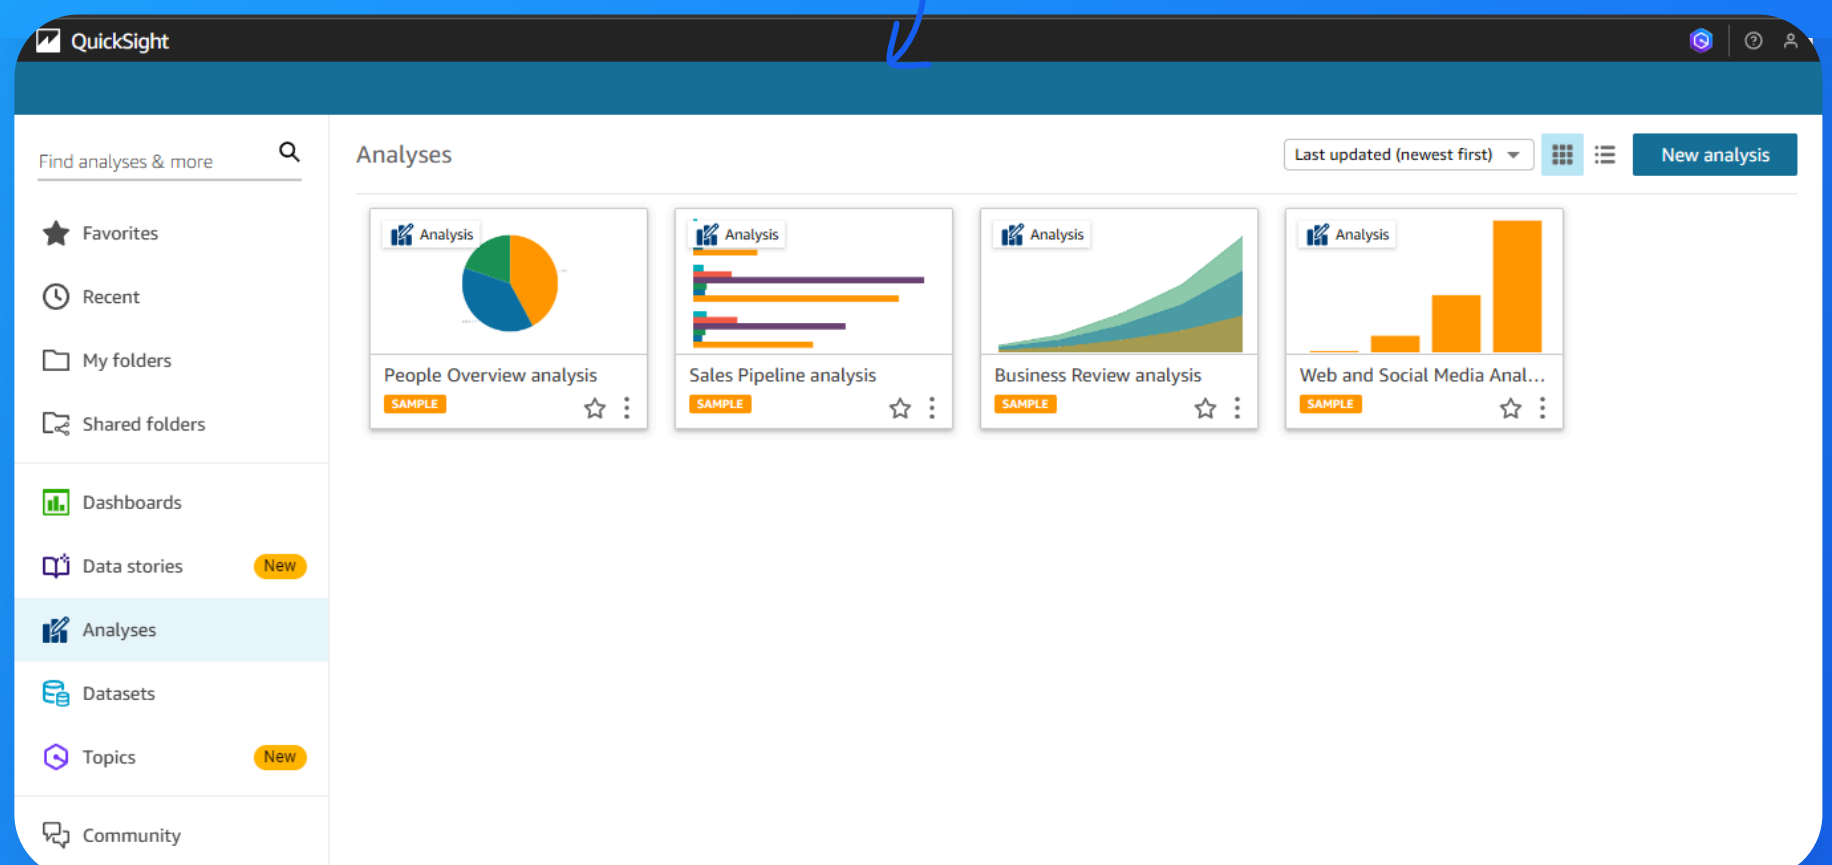 QuickSight
Find analyses & more
Favorites
Recent
My folders
Shared folders
Dashboards
Data stories New
Analyses
Datasets
Topics New
Community
Analyses
Last updated (newest first)
New analysis
Analysis
People Overview analysis
SAMPLE
Analysis
Sales Pipeline analysis
SAMPLE
Analysis
Business Review analysis
SAMPLE
Analysis
Web and Social Media Anal...
SAMPLE